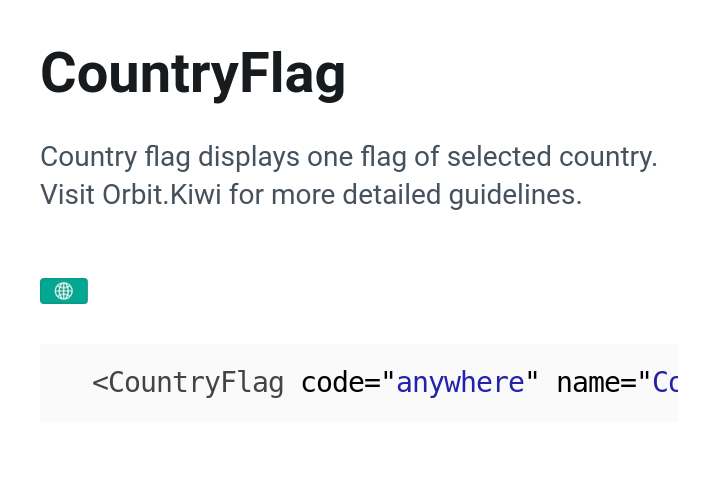 CountryFlag
Country flag displays one flag of selected country.
Visit Orbit.Kiwi for more detailed guidelines.
<CountryFlag code="anywhere" name="Co